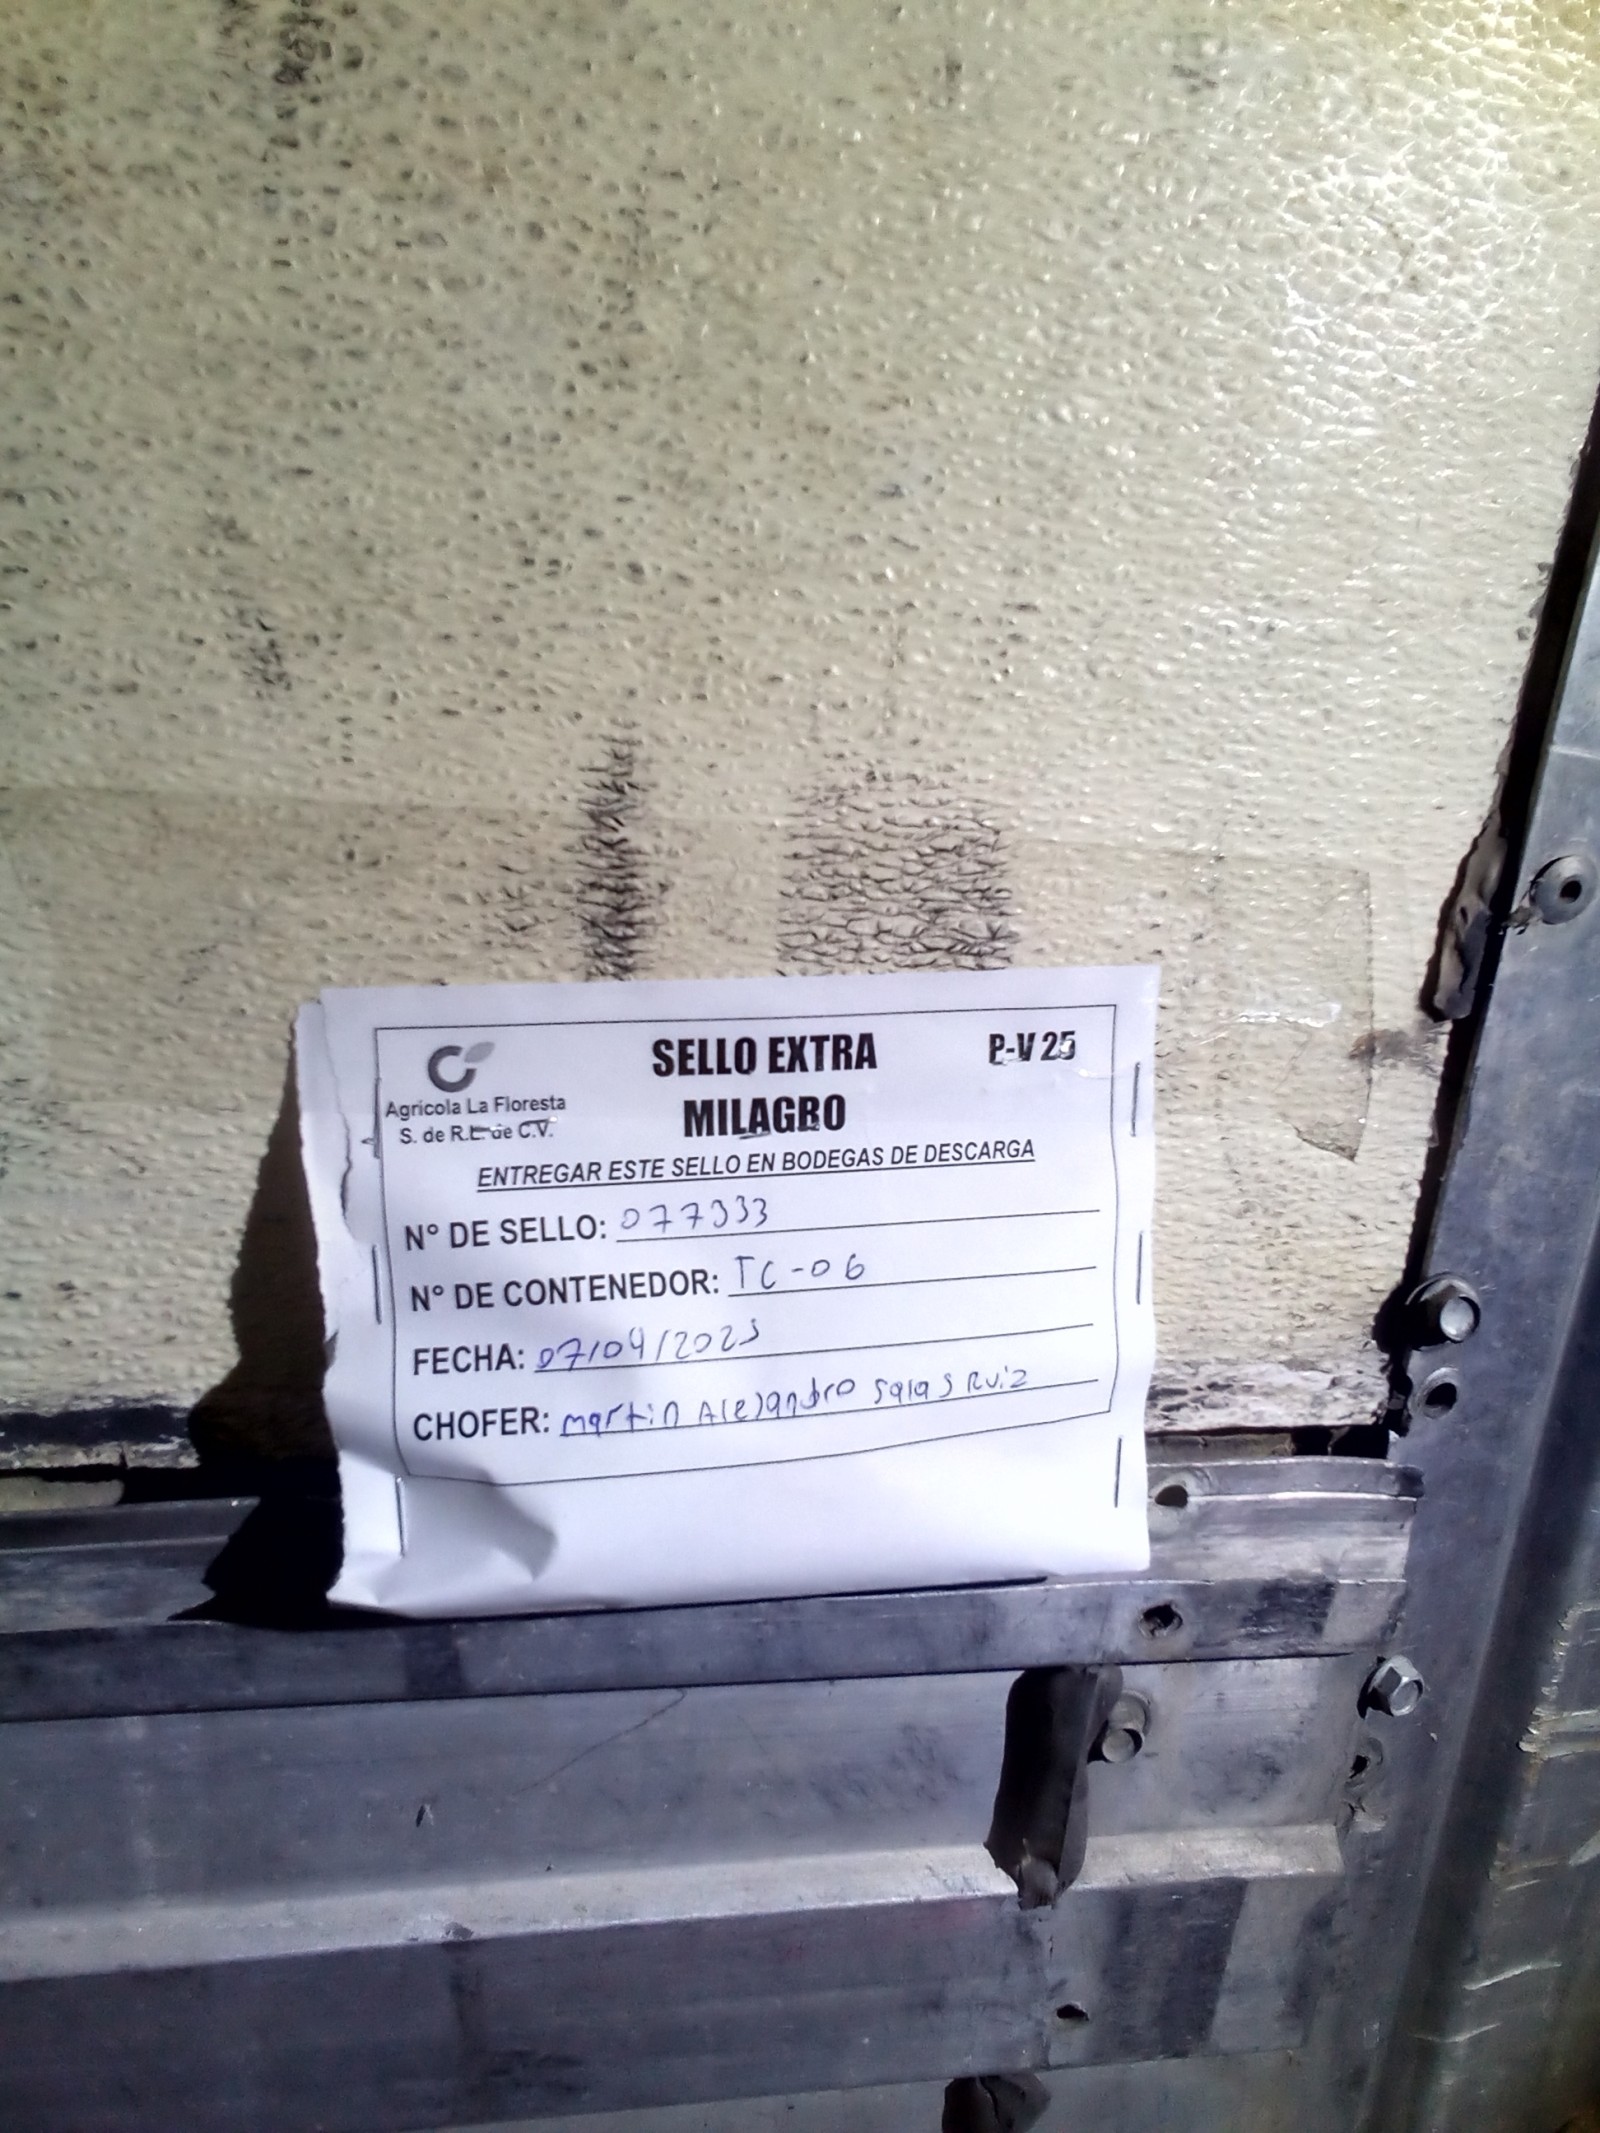 SELLO EXTRA P-V 25
MILAGRO
Agricola La Floresta
S. de R.L. de C.V.
ENTREGAR ESTE SELLO EN BODEGAS DE DESCARGA
N° DE SELLO: 077333
N° DE CONTENEDOR: TC-06
FECHA: 07/04/2025
CHOFER: Martin Alejandro Salas Ruiz